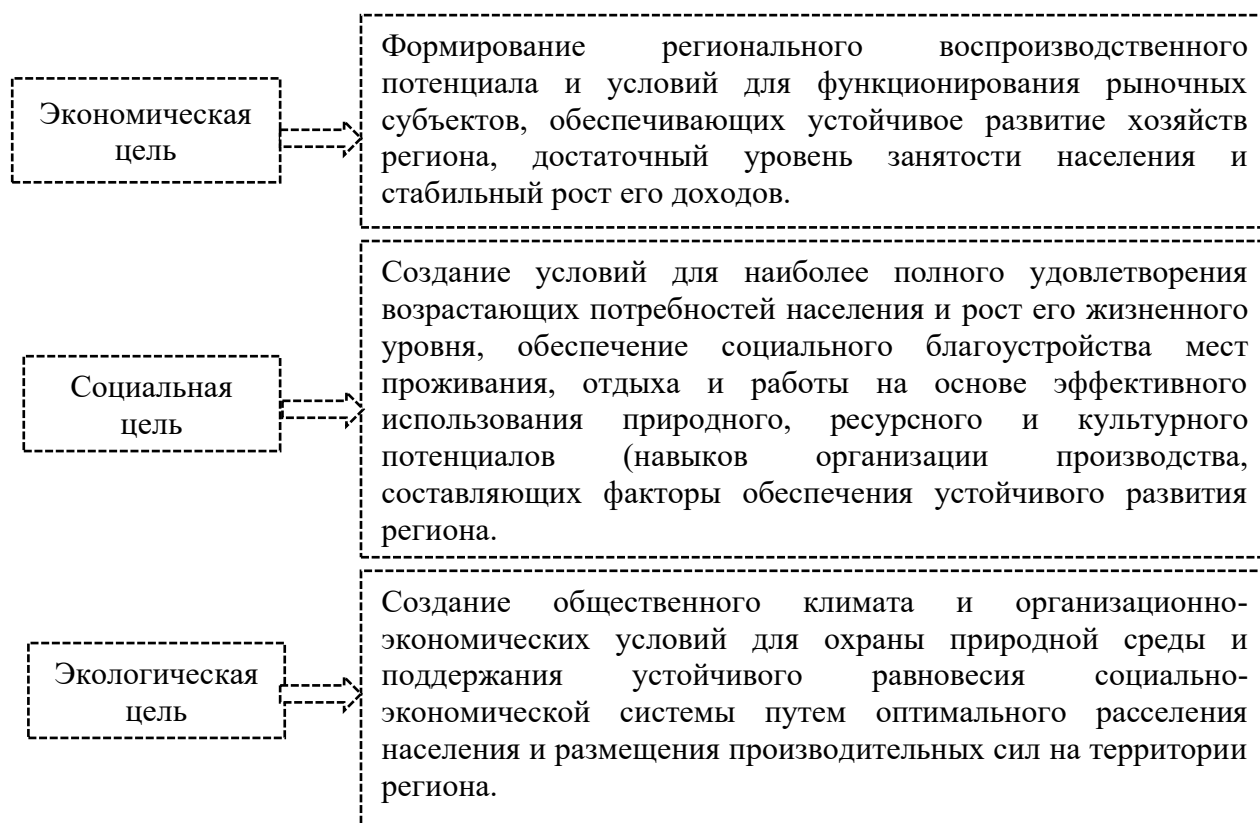 Экономическая
цель
Формирование регионального воспроизводственного
потенциала и условий для функционирования рыночных
субъектов, обеспечивающих устойчивое развитие хозяйств
региона, достаточный уровень занятости населения и
стабильный рост его доходов.
Социальная
цель
Создание условий для наиболее полного удовлетворения
возрастающих потребностей населения и рост его жизненного
уровня, обеспечение социального благоустройства мест
проживания, отдыха и работы на основе эффективного
использования природного, ресурсного и культурного
потенциалов (навыков организации производства,
составляющих факторы обеспечения устойчивого развития
региона.
Экологическая
цель
Создание общественного климата и организационно-
экономических условий для охраны природной среды и
поддержания устойчивого равновесия социально-
экономической системы путем оптимального расселения
населения и размещения производительных сил на территории
региона.